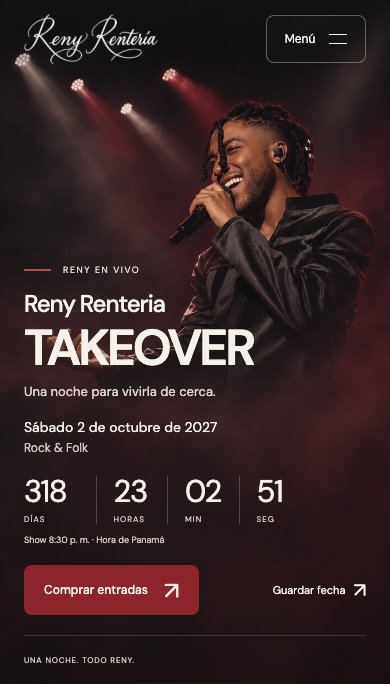 Reny Rentería
Menú
RENY EN VIVO
Reny Renteria
TAKEOVER
Una noche para vivirla de cerca.
Sábado 2 de octubre de 2027
Rock & Folk
318 23 02 51
DÍAS HORAS MIN SEG
Show 8:30 p. m. · Hora de Panamá
Comprar entradas
Guardar fecha
UNA NOCHE. TODO RENY.